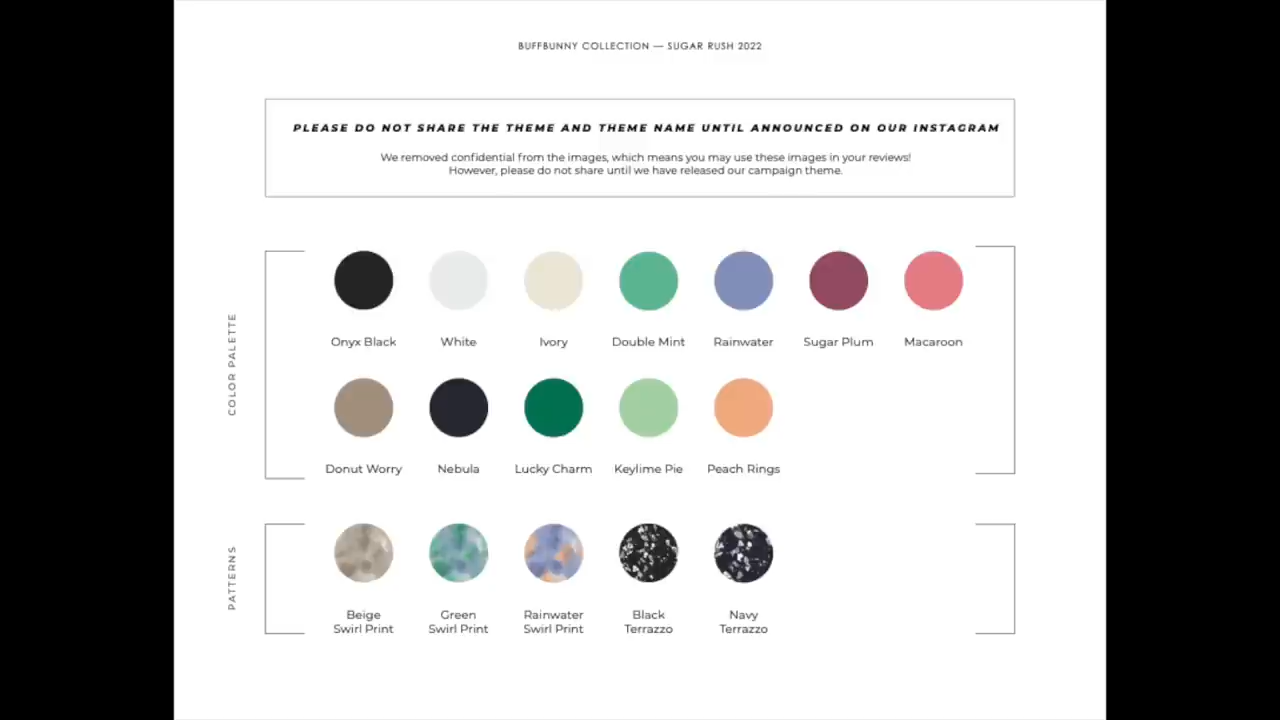 BUFFBUNNY COLLECTION — SUGAR RUSH 2022
PLEASE DO NOT SHARE THE THEME AND THEME NAME UNTIL ANNOUNCED ON OUR INSTAGRAM
We removed confidential from the images, which means you may use these images in your reviews!
However, please do not share until we have released our campaign theme.
COLOR PALETTE
Onyx Black
White
Ivory
Double Mint
Rainwater
Sugar Plum
Macaroon
Donut Worry
Nebula
Lucky Charm
Keylime Pie
Peach Rings
PATTERNS
Beige
Swirl Print
Green
Swirl Print
Rainwater
Swirl Print
Black
Terrazzo
Navy
Terrazzo